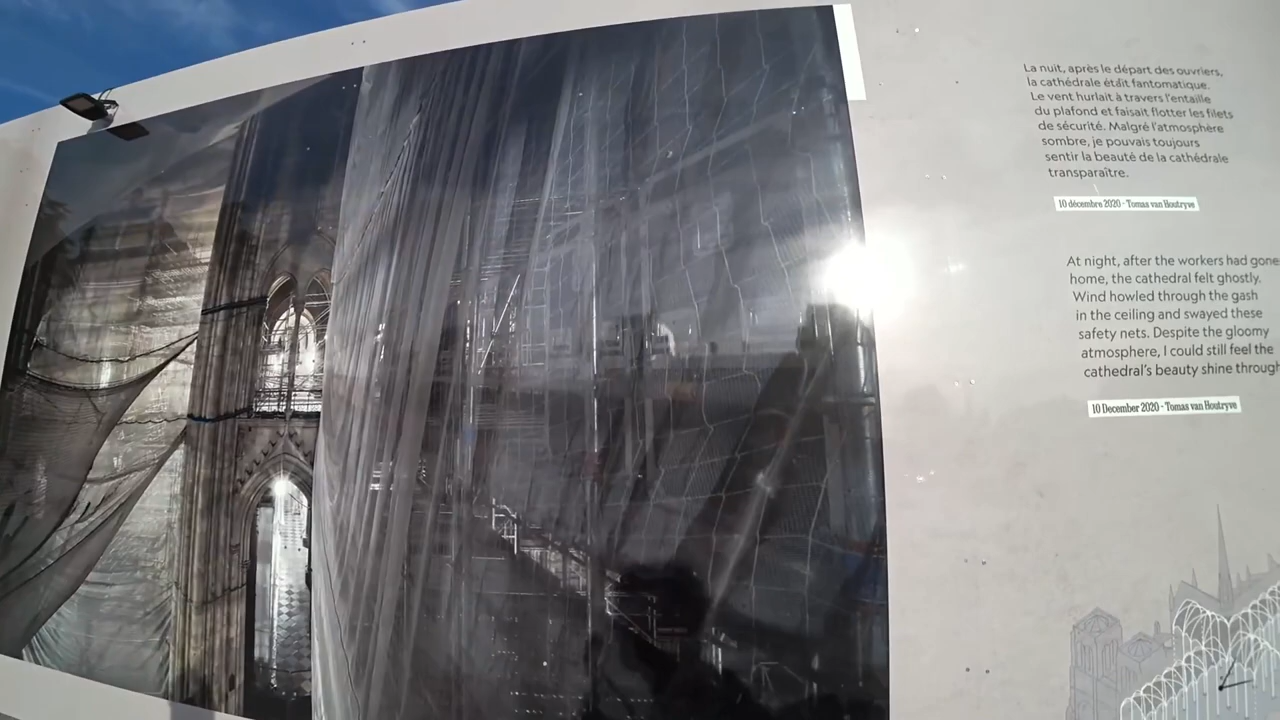 La nuit, après le départ des ouvriers,
la cathédrale était fantomatique.
Le vent hurlait à travers l'entaille
du plafond et faisait flotter les filets
de sécurité. Malgré l'atmosphère
sombre, je pouvais toujours
sentir la beauté de la cathédrale
transparaître.
10 décembre 2020 - Tomas van Houtryve
At night, after the workers had gone
home, the cathedral felt ghostly.
Wind howled through the gash
in the ceiling and swayed these
safety nets. Despite the gloomy
atmosphere, I could still feel the
cathedral's beauty shine through
10 December 2020 - Tomas van Houtryve